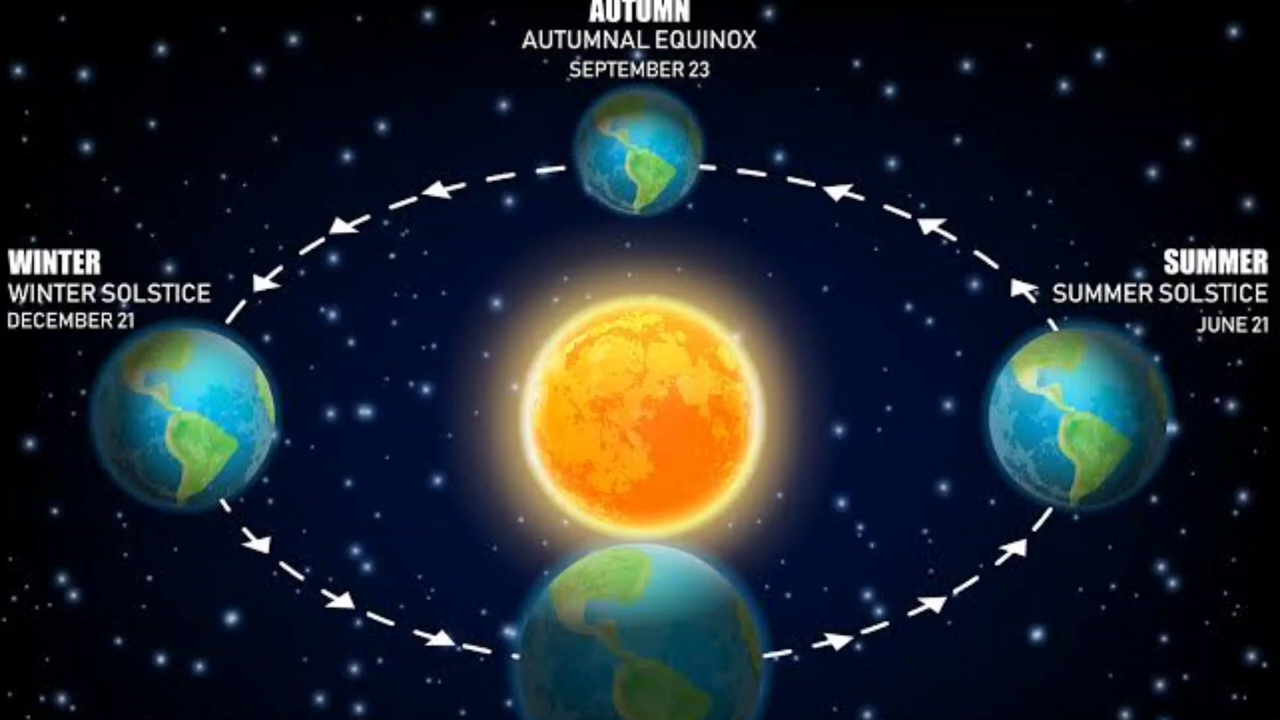 AUTUMN
AUTUMNAL EQUINOX
SEPTEMBER 23
WINTER
WINTER SOLSTICE
DECEMBER 21
SUMMER
SUMMER SOLSTICE
JUNE 21